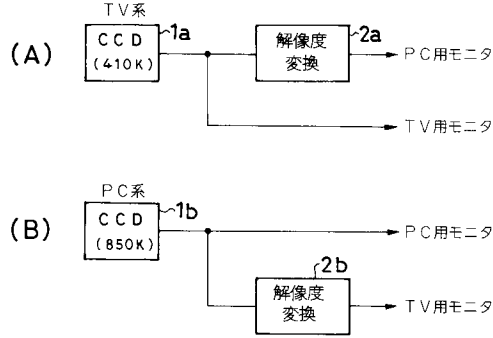 TV系
(A)
CCD
(410K)
1a
解像度
変換
2a
PC用モニタ
TV用モニタ
PC系
(B)
CCD
(850K)
1b
PC用モニタ
2b
解像度
変換
TV用モニタ